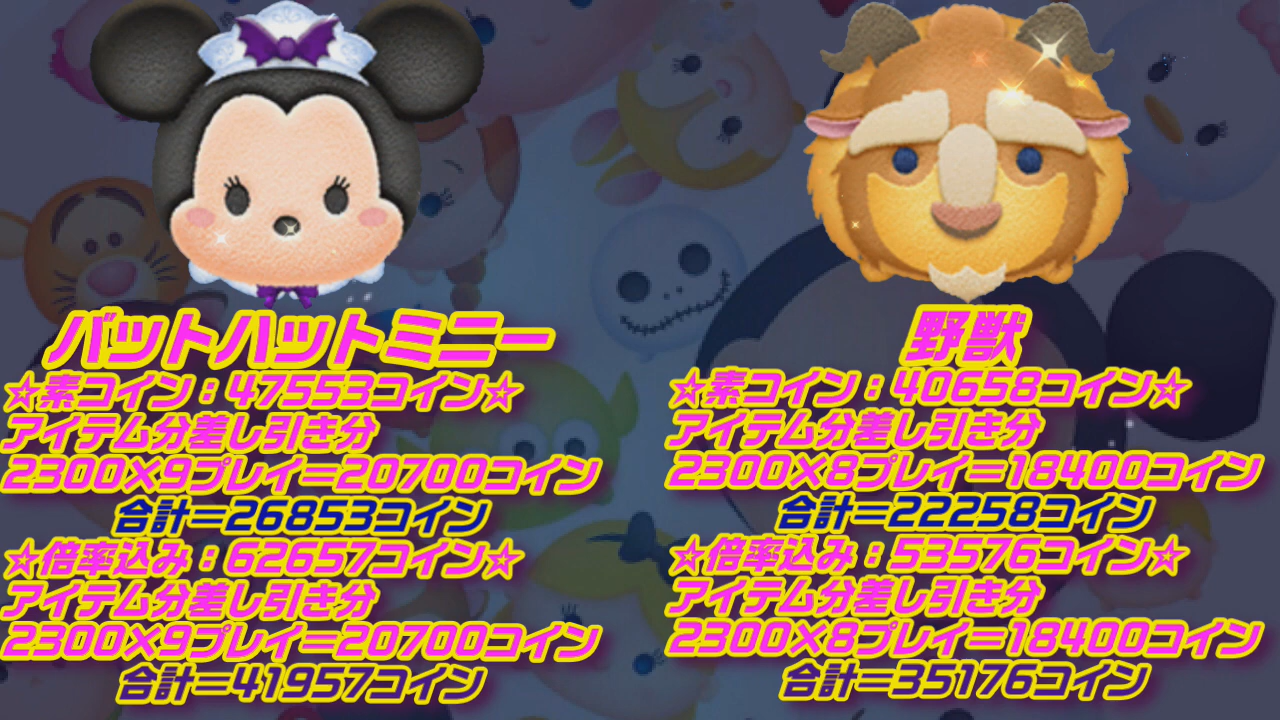 バットハットミニー
☆素コイン：47553コイン☆
アイテム分差し引き分
2300×9プレイ＝20700コイン
合計＝26853コイン
☆倍率込み：62657コイン☆
アイテム分差し引き分
2300×9プレイ＝20700コイン
合計＝41957コイン
野獣
☆素コイン：40658コイン☆
アイテム分差し引き分
2300×8プレイ＝18400コイン
合計＝22258コイン
☆倍率込み：53576コイン☆
アイテム分差し引き分
2300×8プレイ＝18400コイン
合計＝35176コイン